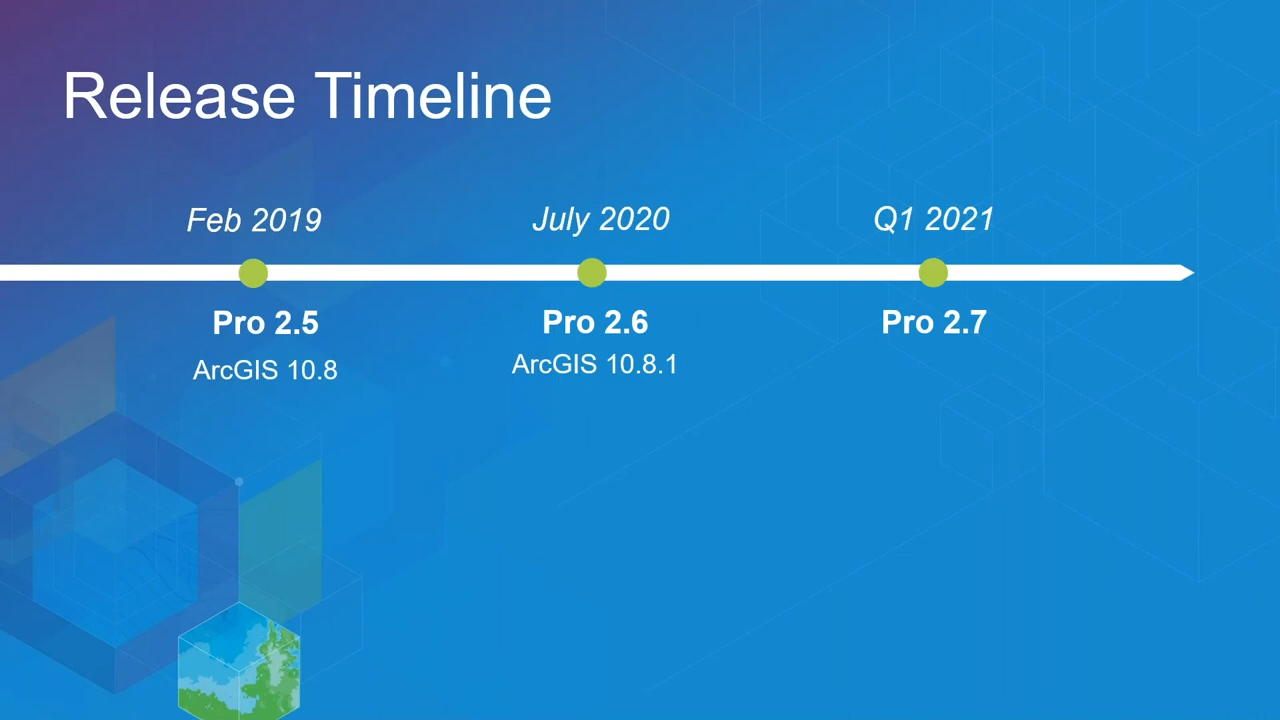 Release Timeline
Feb 2019
July 2020
Q1 2021
Pro 2.5
Pro 2.6
Pro 2.7
ArcGIS 10.8
ArcGIS 10.8.1